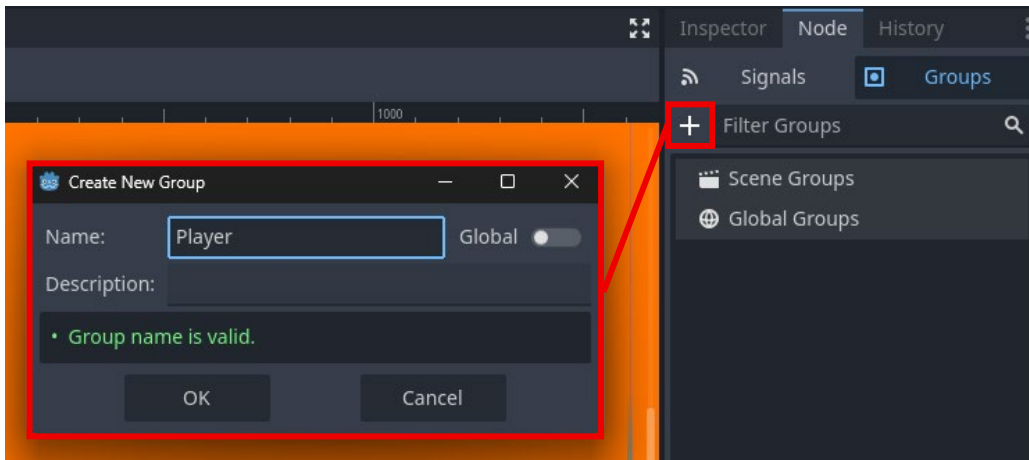 Inspector Node History
Signals Groups
1000
Filter Groups
Create New Group
Scene Groups
Name: Player Global
Global Groups
Description:
• Group name is valid.
OK Cancel